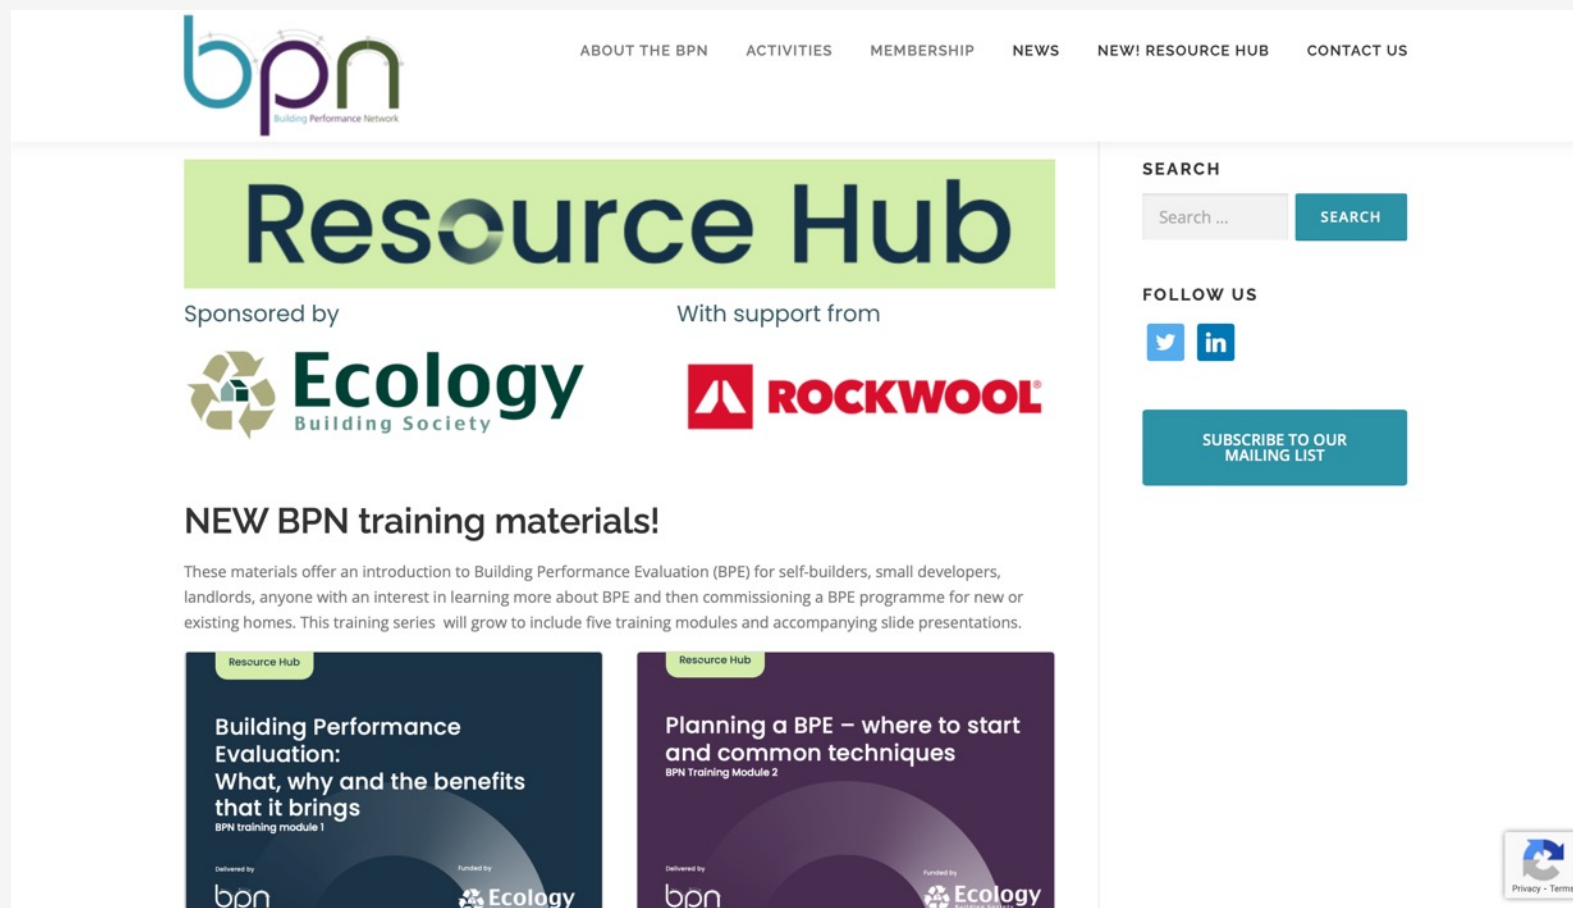 bpn
Building Performance Network
ABOUT THE BPN
ACTIVITIES
MEMBERSHIP
NEWS
NEW! RESOURCE HUB
CONTACT US
Resource Hub
Sponsored by
With support from
Ecology
Building Society
ROCKWOOL®
NEW BPN training materials!
These materials offer an introduction to Building Performance Evaluation (BPE) for self-builders, small developers,
landlords, anyone with an interest in learning more about BPE and then commissioning a BPE programme for new or
existing homes. This training series  will grow to include five training modules and accompanying slide presentations.
Resource Hub
Building Performance
Evaluation:
What, why and the benefits
that it brings
BPN training module 1
Delivered by
Funded by
bpn
Ecology
Resource Hub
Planning a BPE – where to start
and common techniques
BPN Training Module 2
Delivered by
Funded by
bpn
Ecology
Building Society
SEARCH
Search ...
SEARCH
FOLLOW US
in
SUBSCRIBE TO OUR
MAILING LIST
Privacy - Terms